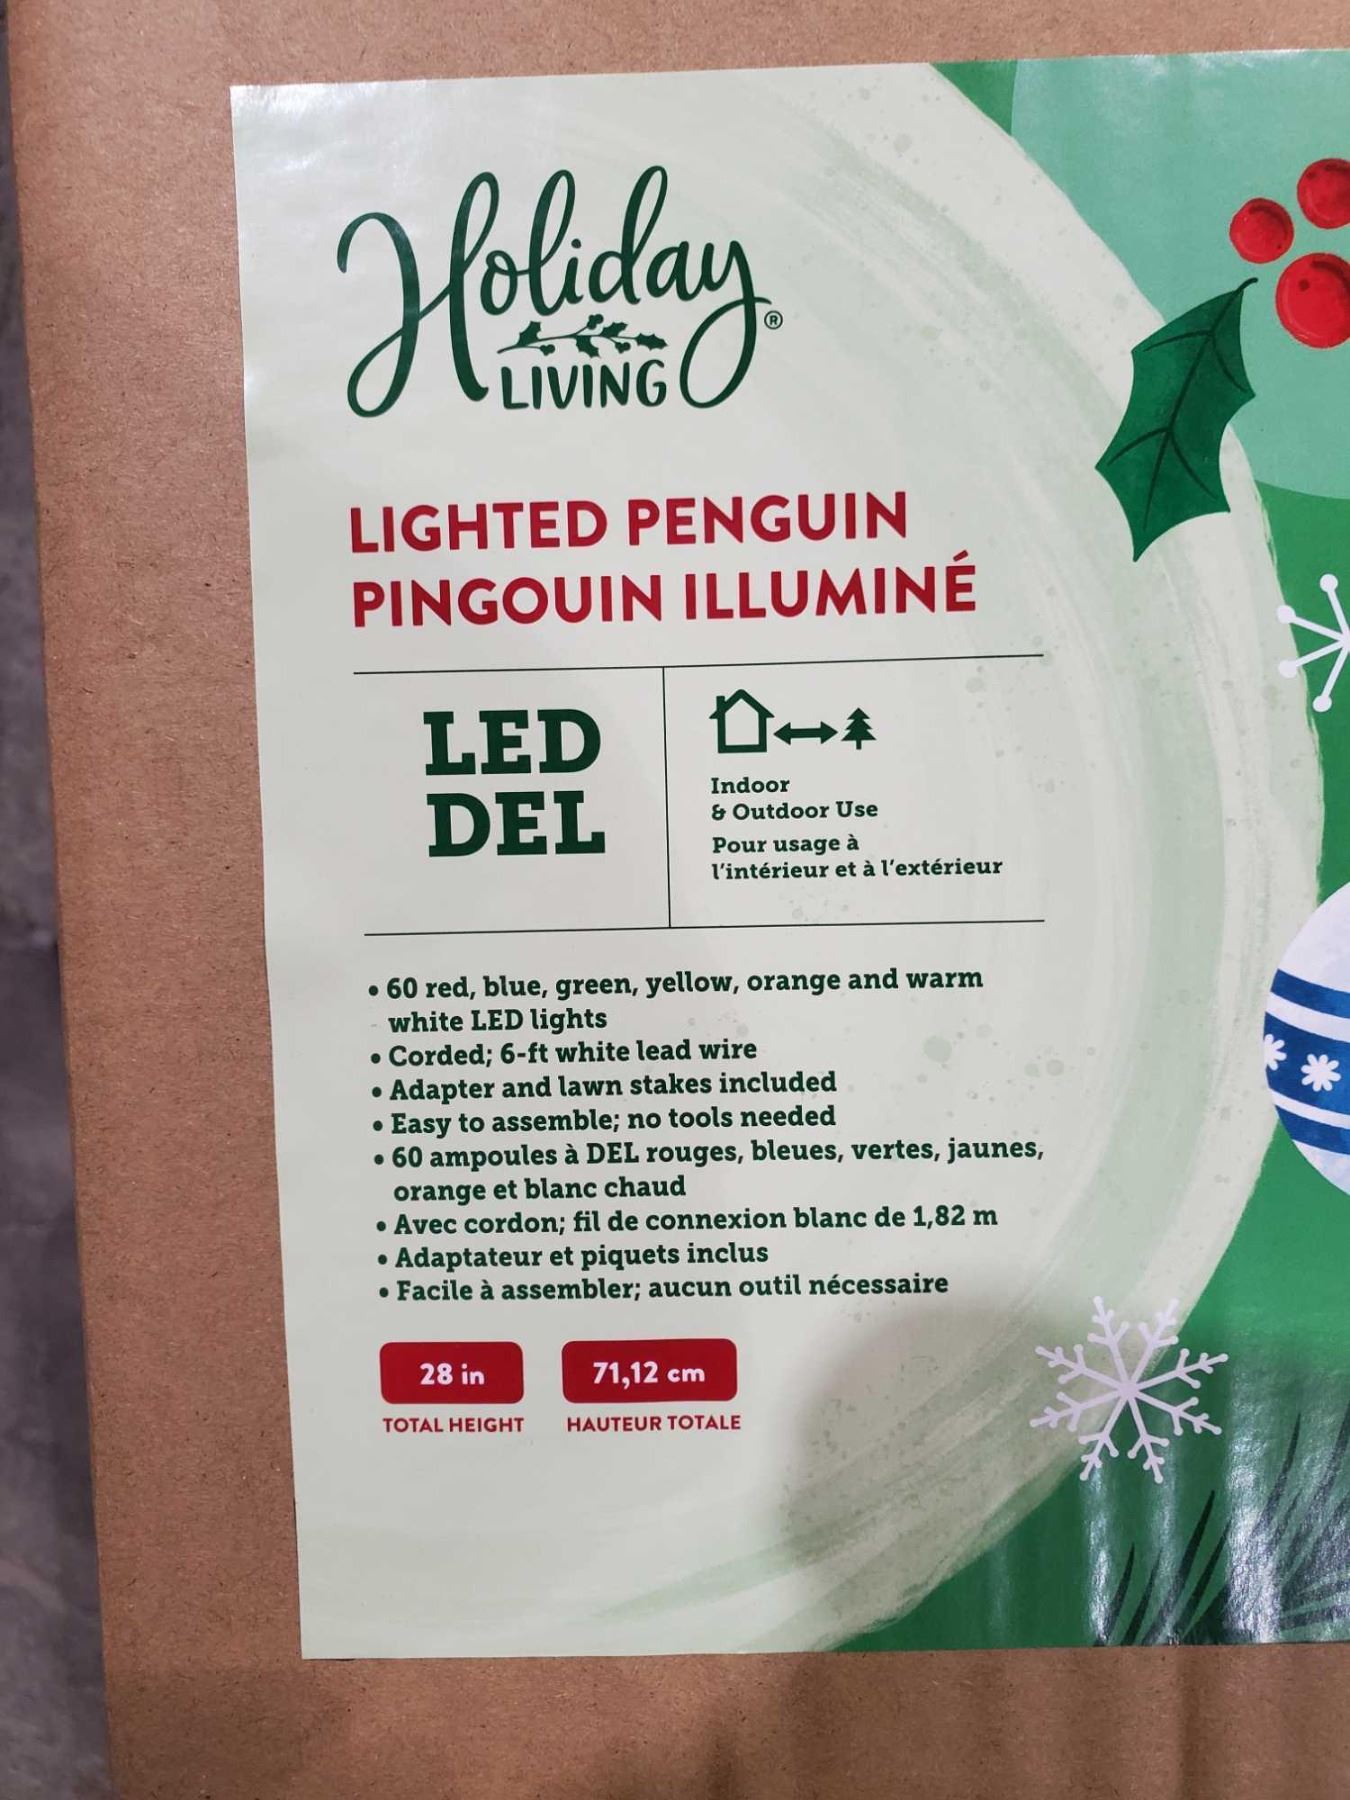 Holiday
®
LIVING
LIGHTED PENGUIN
PINGOUIN ILLUMINÉ
LED
DEL
Indoor
& Outdoor Use
Pour usage à
l'intérieur et à l'extérieur
• 60 red, blue, green, yellow, orange and warm
white LED lights
• Corded; 6-ft white lead wire
• Adapter and lawn stakes included
• Easy to assemble; no tools needed
• 60 ampoules à DEL rouges, bleues, vertes, jaunes,
orange et blanc chaud
• Avec cordon; fil de connexion blanc de 1,82 m
• Adaptateur et piquets inclus
• Facile à assembler; aucun outil nécessaire
28 in
71,12 cm
TOTAL HEIGHT
HAUTEUR TOTALE